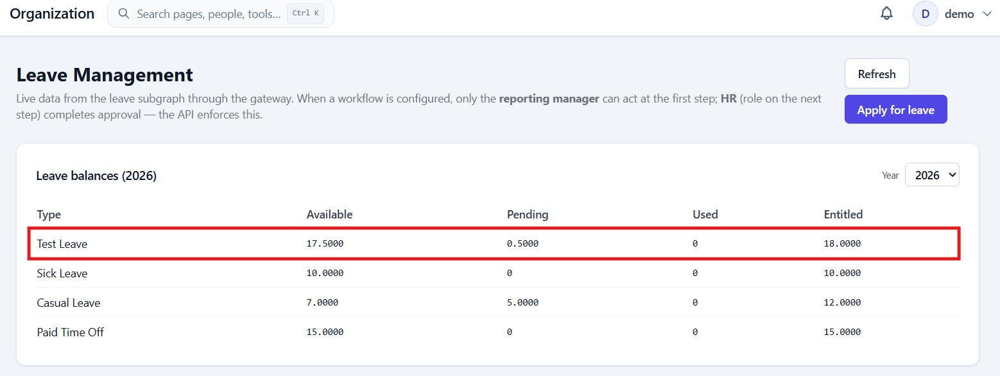 Organization Search pages, people, tools... Ctrl K D demo
Leave Management Refresh
Live data from the leave subgraph through the gateway. When a workflow is configured, only the reporting manager can act at the first step; HR (role on the next
step) completes approval — the API enforces this.
Apply for leave
Leave balances (2026) Year 2026
Type Available Pending Used Entitled
Test Leave 17.5000 0.5000 0 18.0000
Sick Leave 10.0000 0 0 10.0000
Casual Leave 7.0000 5.0000 0 12.0000
Paid Time Off 15.0000 0 0 15.0000